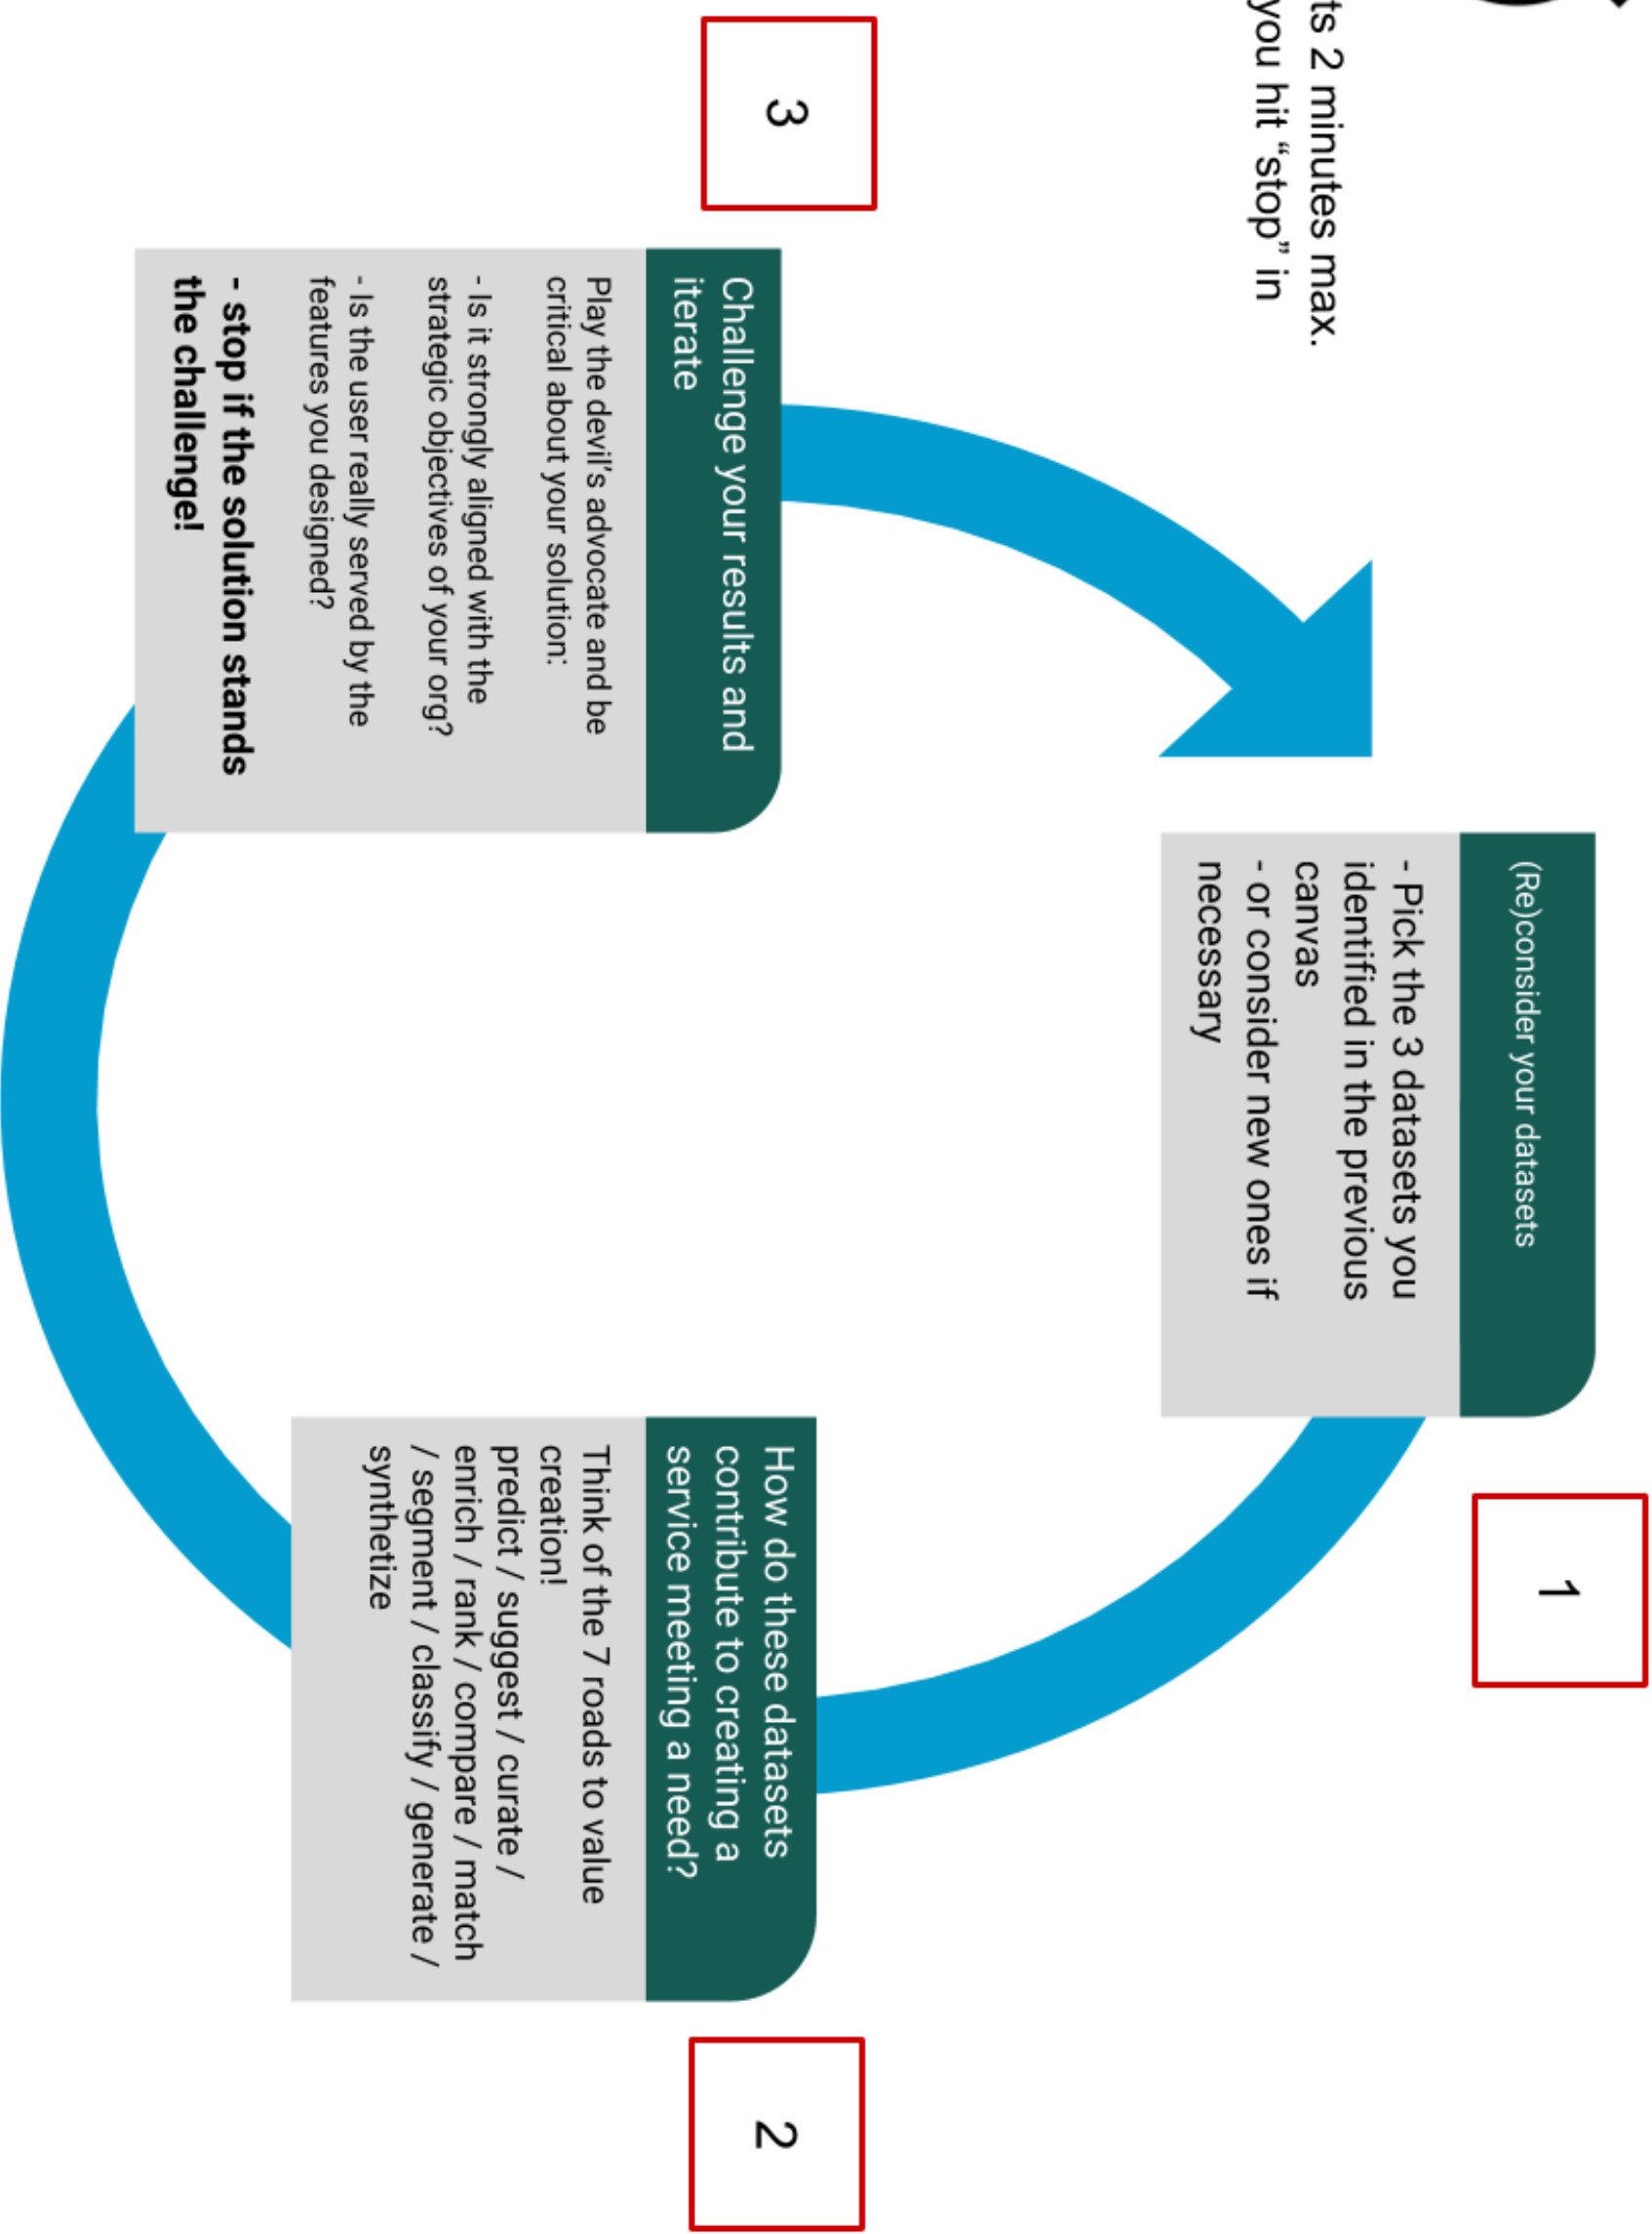 ts 2 minutes max.
you hit “stop” in
1
(Re)consider your datasets
- Pick the 3 datasets you
identified in the previous
canvas
- or consider new ones if
necessary
3
Challenge your results and
iterate
Play the devil’s advocate and be
critical about your solution:
- Is it strongly aligned with the
strategic objectives of your org?
- Is the user really served by the
features you designed?
- stop if the solution stands
the challenge!
How do these datasets
contribute to creating a
service meeting a need?
Think of the 7 roads to value
creation!
predict / suggest / curate /
enrich / rank / compare / match
/ segment / classify / generate /
synthetize
2